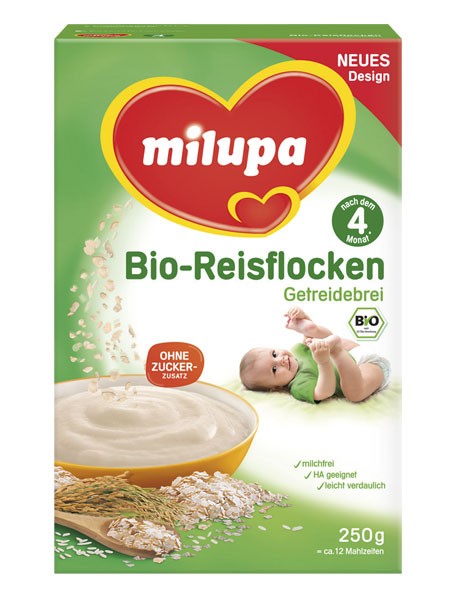 NEUES
Design
milupa
nach dem
4.
Monat*
Bio-Reisflocken
Getreidebrei
BIO
OHNE
ZUCKER-
ZUSATZ
✓milchfrei
✓HA geeignet
✓leicht verdaulich
250g
= ca.12 Mahlzeiten